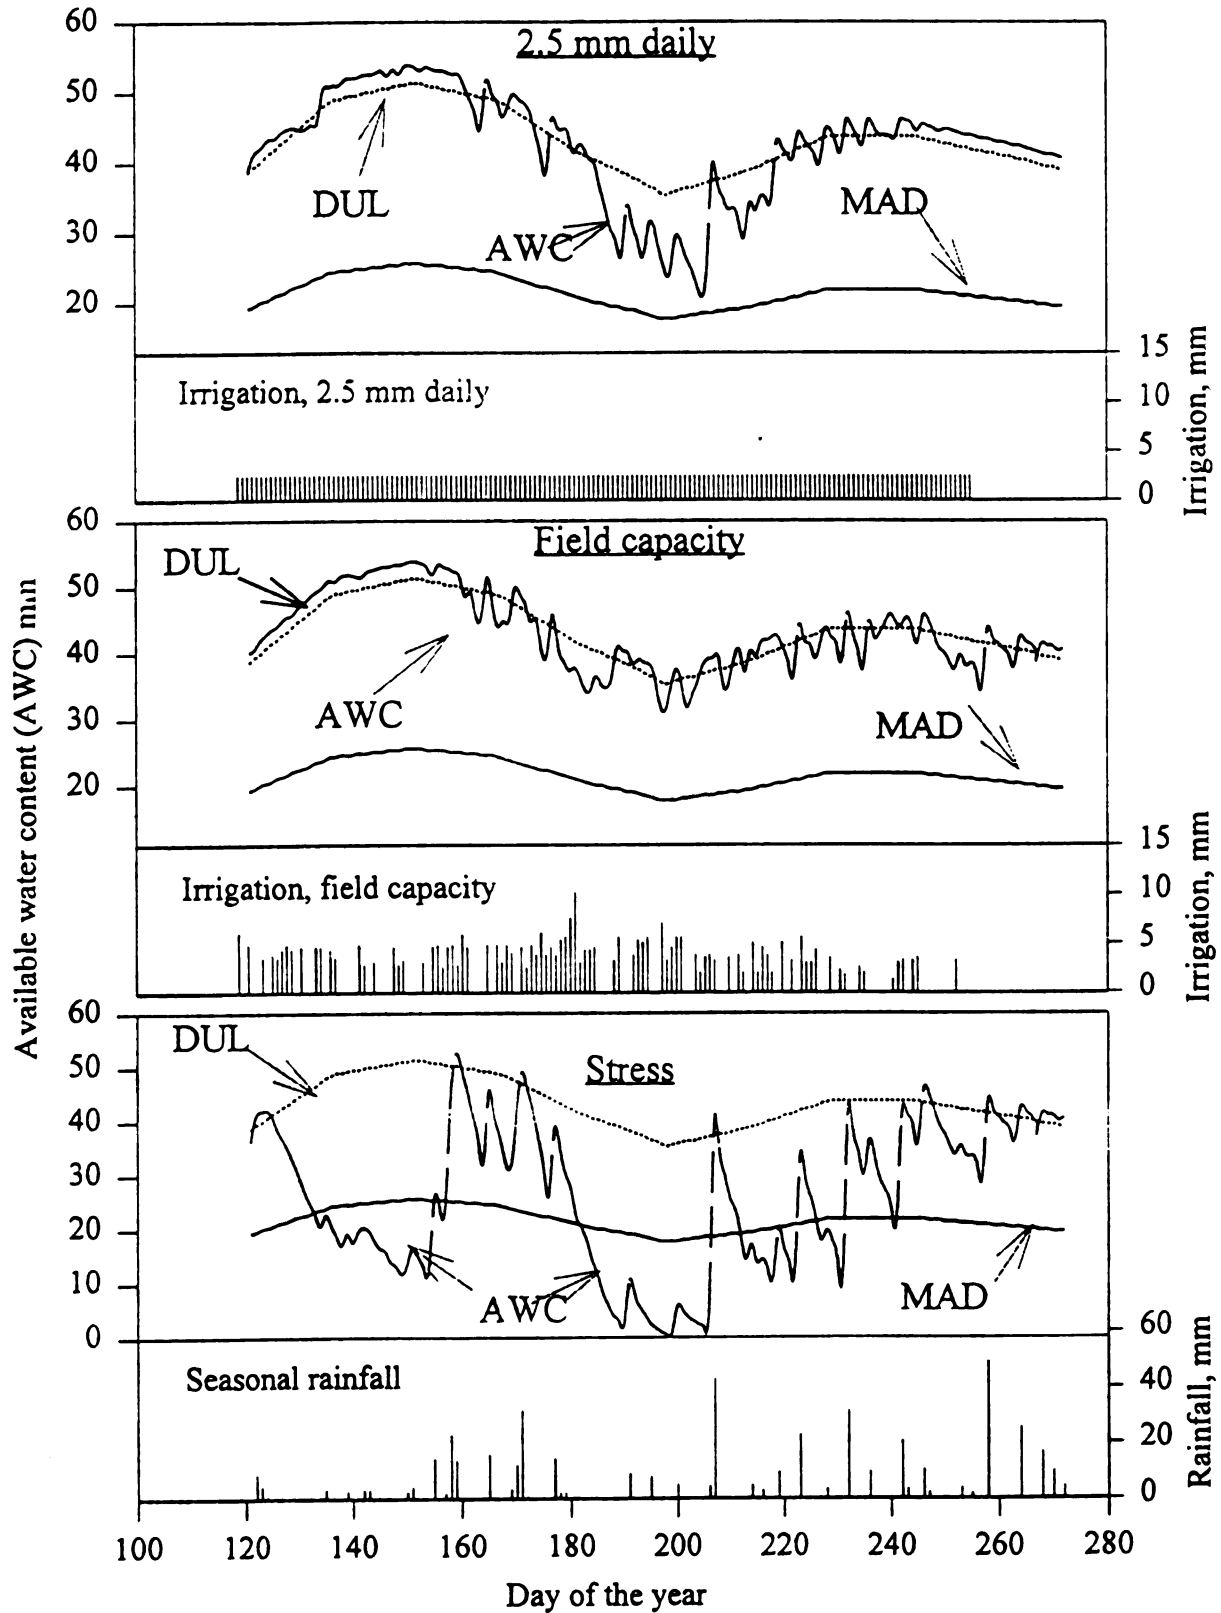 60
2.5 mm daily
50
40
DUL
MAD
30
AWC
20
15
Irrigation, 2.5 mm daily
10
5
0
Irrigation, mm
60
Field capacity
DUL
50
40
AWC
30
MAD
20
15
Irrigation, field capacity
10
5
0
Irrigation, mm
Available water content (AWC) mm
60
DUL
Stress
50
40
30
20
10
AWC
MAD
0
60
Seasonal rainfall
40
20
0
Rainfall, mm
100 120 140 160 180 200 220 240 260 280
Day of the year